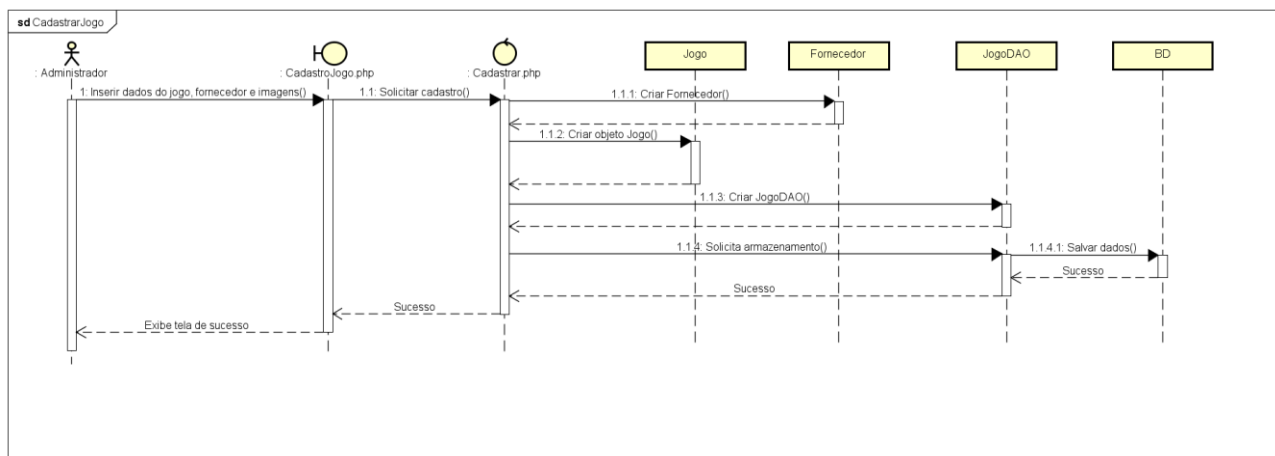 sd CadastrarJogo
: Administrador
: CadastroJogo.php
: Cadastrar.php
Jogo
Fornecedor
JogoDAO
BD
1: Inserir dados do jogo, fornecedor e imagens()
1.1: Solicitar cadastro()
1.1.1: Criar Fornecedor()
1.1.2: Criar objeto Jogo()
1.1.3: Criar JogoDAO()
1.1.4: Solicita armazenamento()
1.1.4.1: Salvar dados()
Sucesso
Sucesso
Sucesso
Exibe tela de sucesso